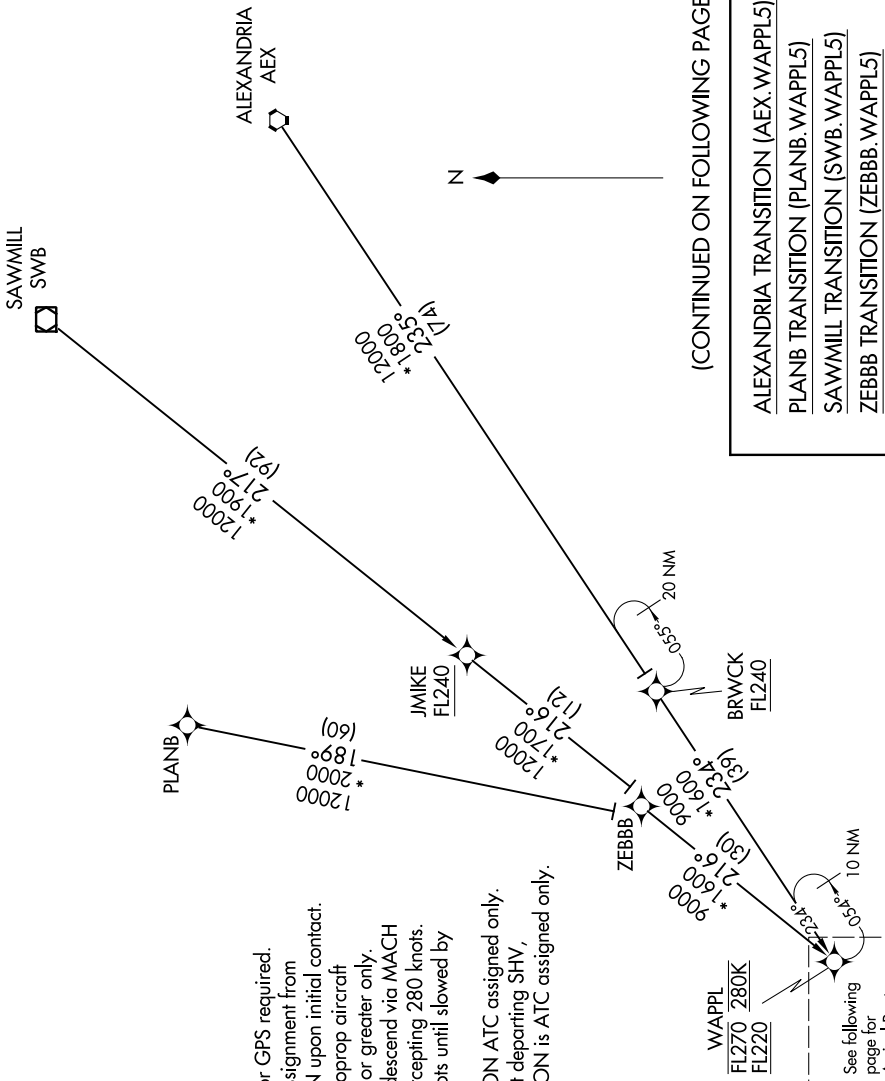 SAWMILL
SWB
ALEXANDRIA
AEX
N
PLANB
12000
*1900
217°
(92)
12000
*1800
235°
(74)
12000
*2000
189°
(60)
JMIKE
FL240
12000
*1700
216°
(12)
ZEBBB
BRWCK
FL240
055°
20 NM
9000
*1600
234°
(39)
9000
*1600
216°
(30)
234°
054°
10 NM
WAPPL
FL270 280K
FL220
See following
page for
or GPS required.
signment from
N upon initial contact.
oprop aircraft
or greater only.
descend via MACH
cepting 280 knots.
ots until slowed by
ON ATC assigned only.
t departing SHV,
ON is ATC assigned only.
(CONTINUED ON FOLLOWING PAGE
ALEXANDRIA TRANSITION (AEX.WAPPL5)
PLANB TRANSITION (PLANB.WAPPL5)
SAWMILL TRANSITION (SWB.WAPPL5)
ZEBBB TRANSITION (ZEBBB.WAPPL5)